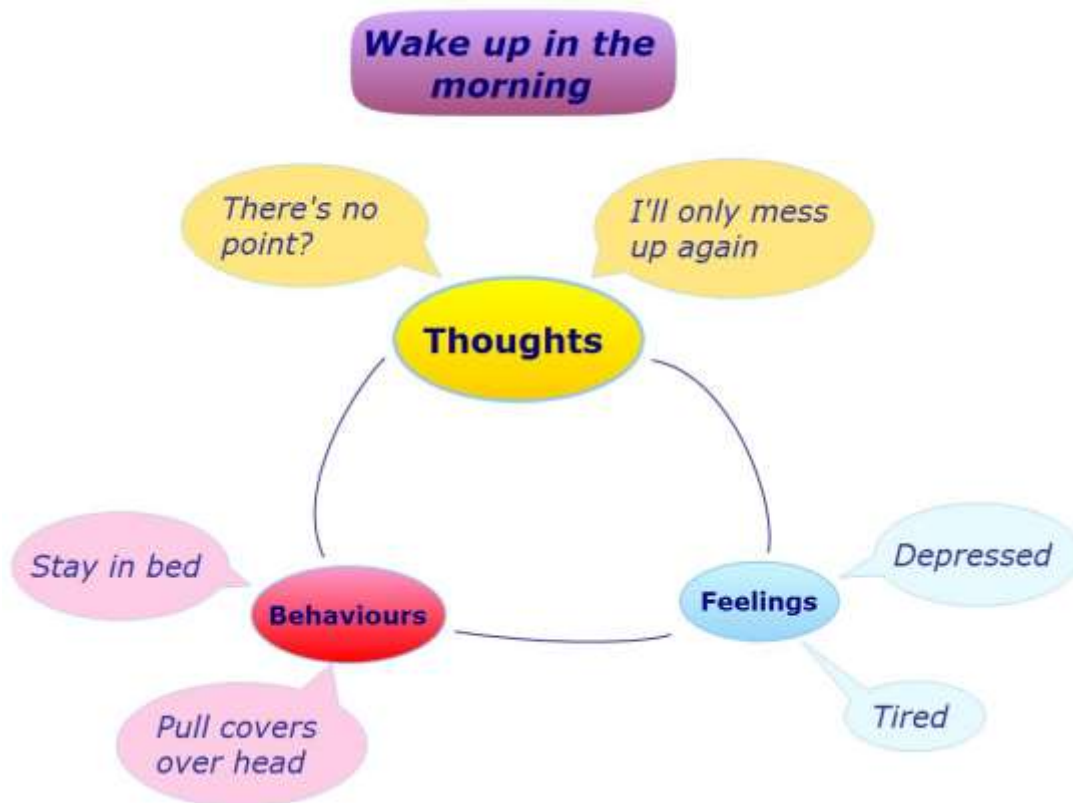 Wake up in the
morning
There's no
point?
I'll only mess
up again
Thoughts
Stay in bed
Depressed
Behaviours
Feelings
Pull covers
over head
Tired